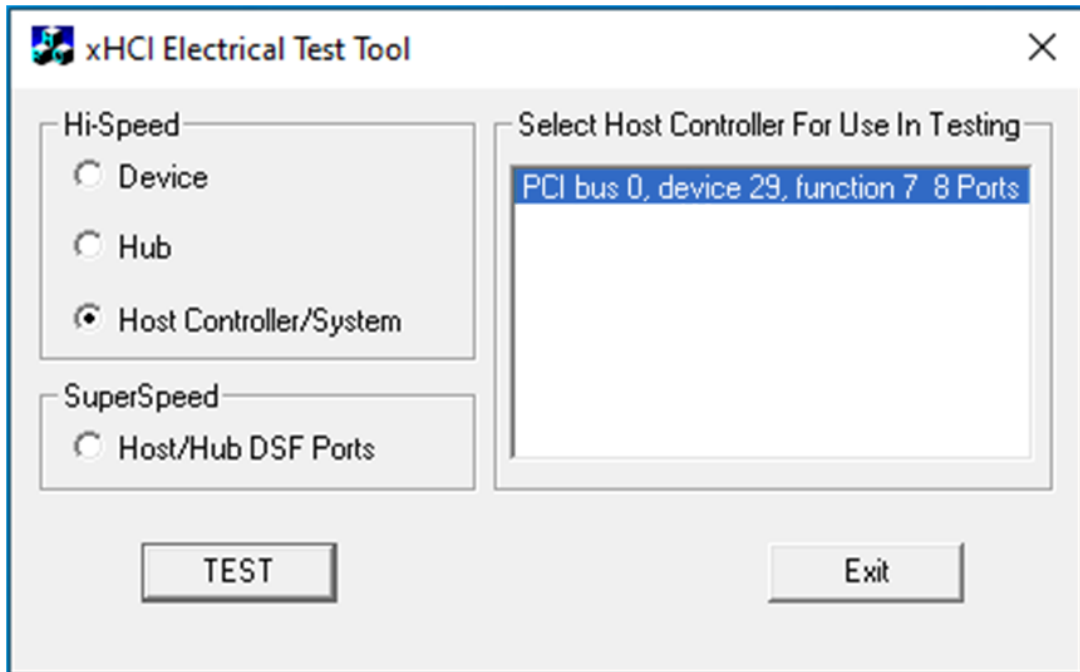 xHCI Electrical Test Tool
Hi-Speed
Device
Hub
Host Controller/System
SuperSpeed
Host/Hub DSF Ports
Select Host Controller For Use In Testing
PCI bus 0, device 29, function 7  8 Ports
TEST
Exit